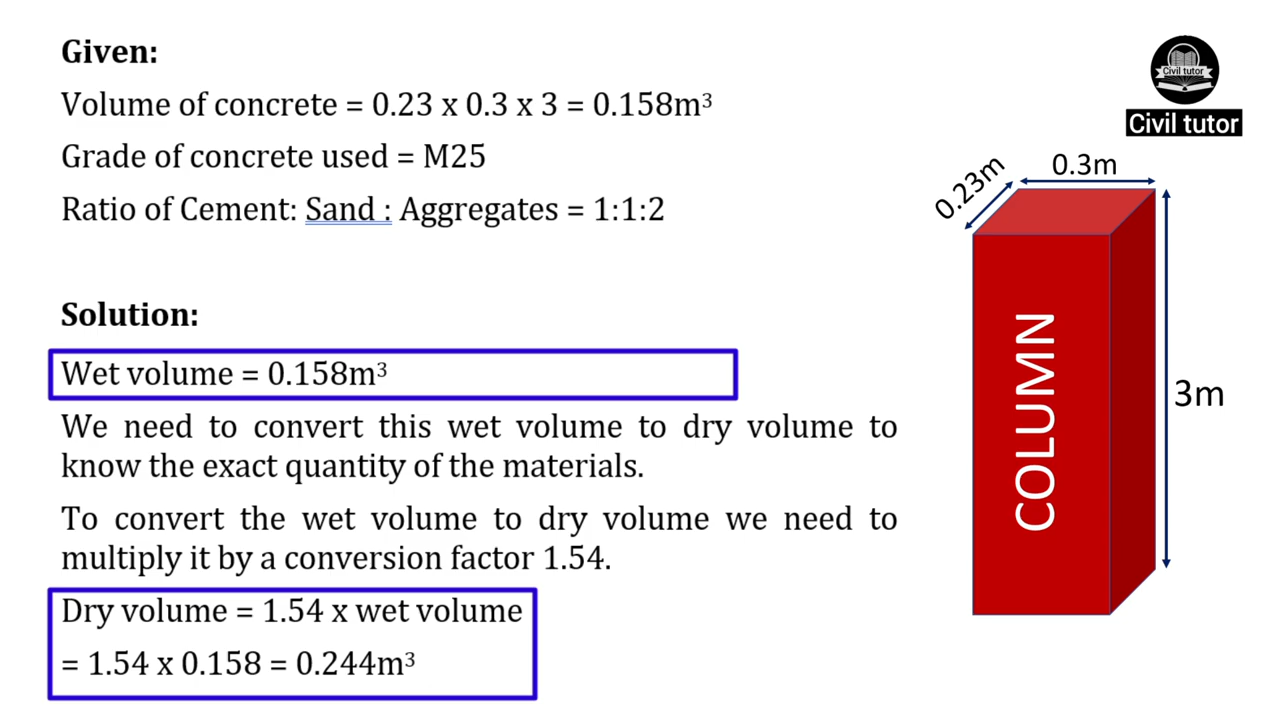 Given:
Volume of concrete = 0.23 x 0.3 x 3 = 0.158m³
Grade of concrete used = M25
Ratio of Cement: Sand : Aggregates = 1:1:2
Solution:
Wet volume = 0.158m³
We need to convert this wet volume to dry volume to
know the exact quantity of the materials.
To convert the wet volume to dry volume we need to
multiply it by a conversion factor 1.54.
Dry volume = 1.54 x wet volume
= 1.54 x 0.158 = 0.244m³
Civil tutor
Civil tutor
0.23m
0.3m
COLUMN
3m